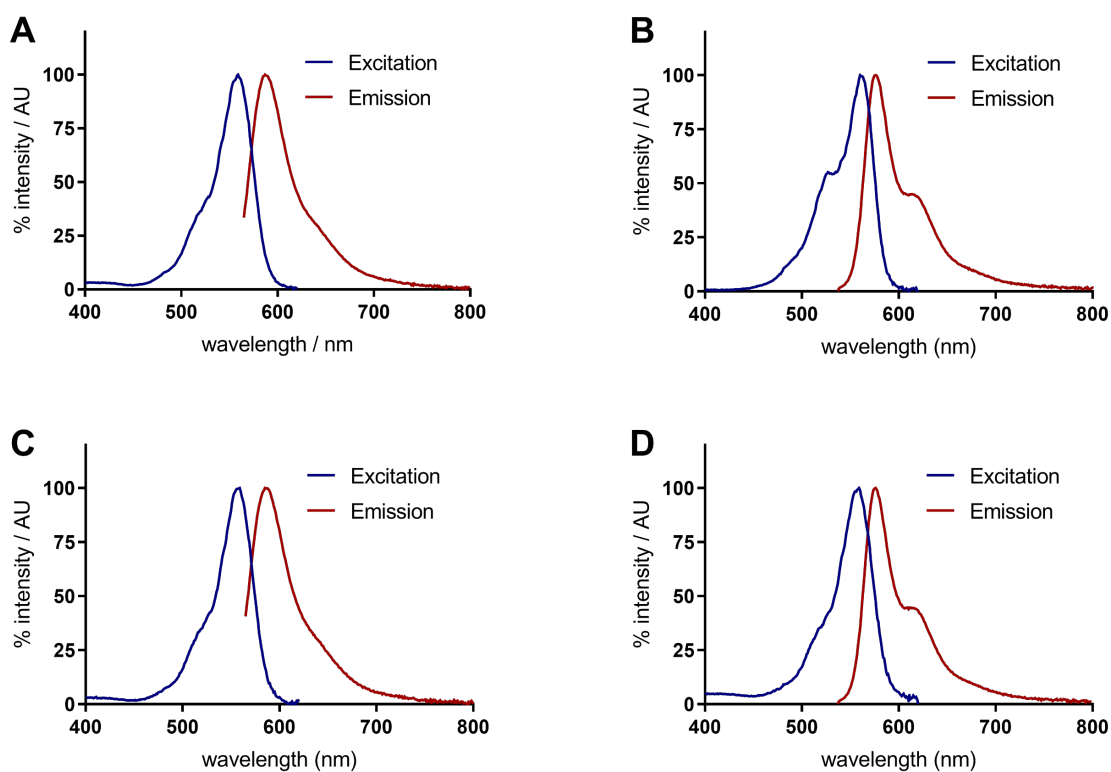 A
% intensity / AU
100
75
50
25
0
400 500 600 700 800
wavelength / nm
Excitation
Emission
B
% intensity / AU
100
75
50
25
0
400 500 600 700 800
wavelength (nm)
Excitation
Emission
C
% intensity / AU
100
75
50
25
0
400 500 600 700 800
wavelength (nm)
Excitation
Emission
D
% intensity / AU
100
75
50
25
0
400 500 600 700 800
wavelength (nm)
Excitation
Emission